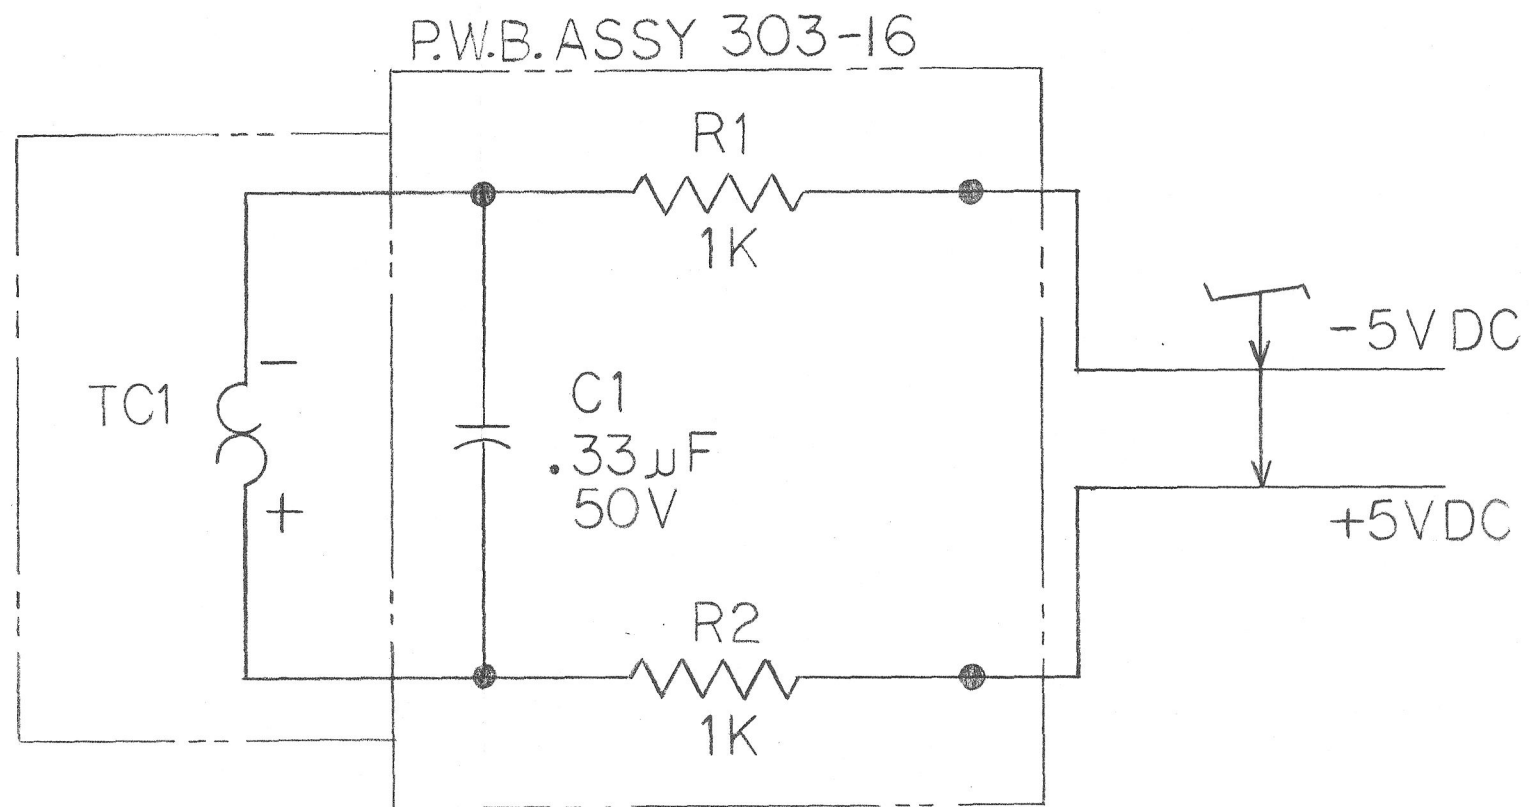 P.W.B. ASSY 303-16
R1
1K
-5VDC
TC1
-
+
C1
.33µF
50V
+5VDC
R2
1K